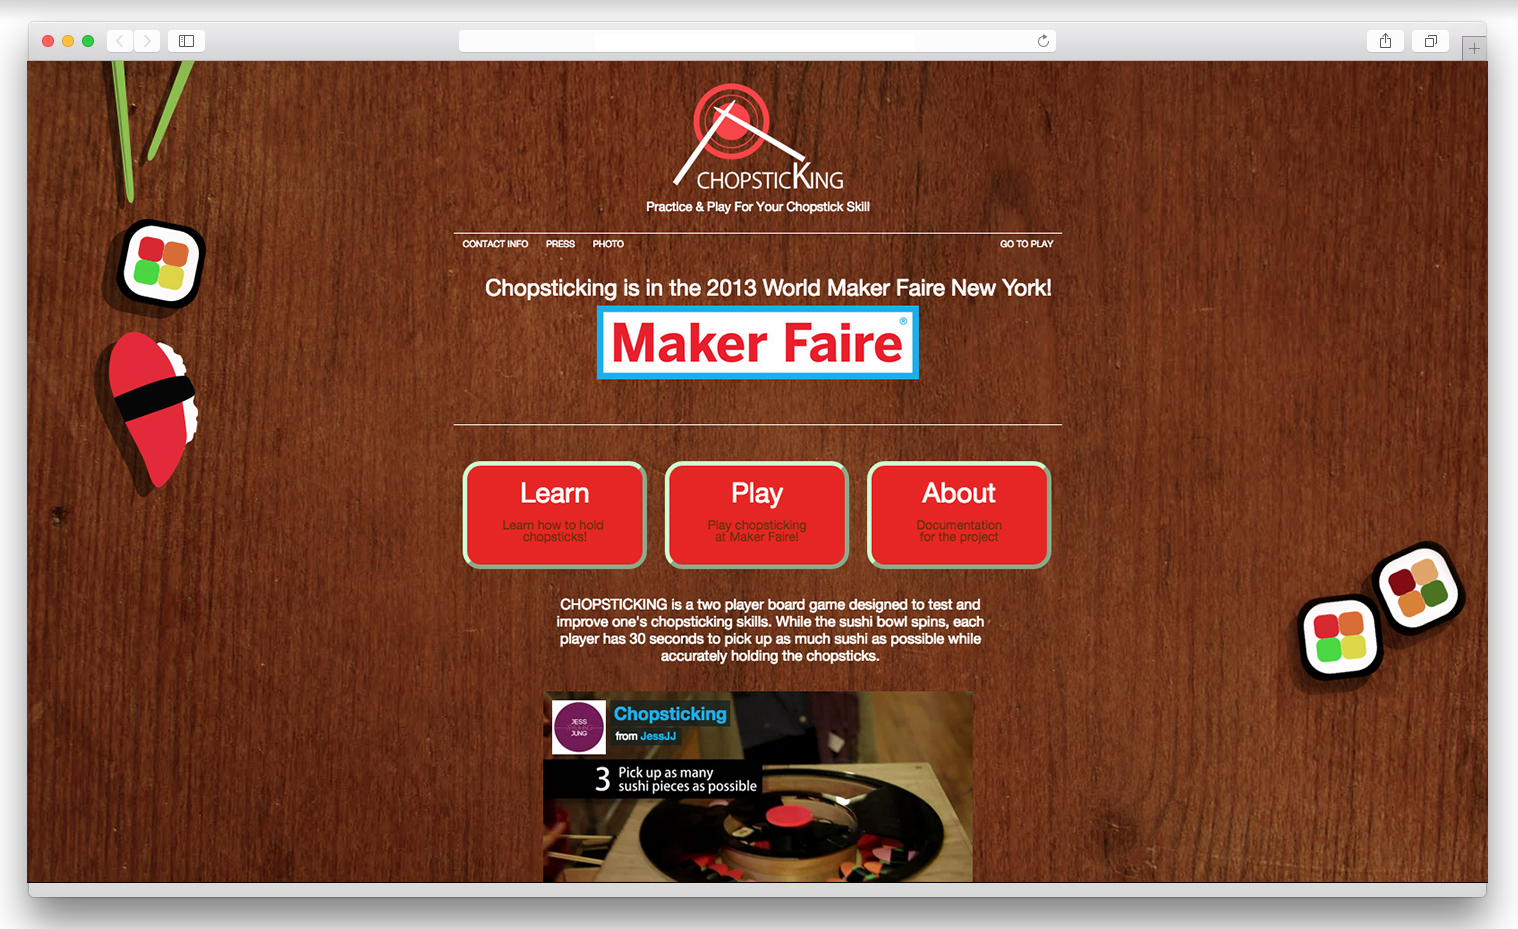 CHOPSTICKING
Practice & Play For Your Chopstick Skill
CONTACT INFO PRESS PHOTO GO TO PLAY
Chopsticking is in the 2013 World Maker Faire New York!
Maker Faire®
Learn
Learn how to hold
chopsticks!
Play
Play chopsticking
at Maker Faire!
About
Documentation
for the project
CHOPSTICKING is a two player board game designed to test and
improve one's chopsticking skills. While the sushi bowl spins, each
player has 30 seconds to pick up as much sushi as possible while
accurately holding the chopsticks.
JESS
JUNG
Chopsticking
from JessJJ
3 Pick up as many
sushi pieces as possible